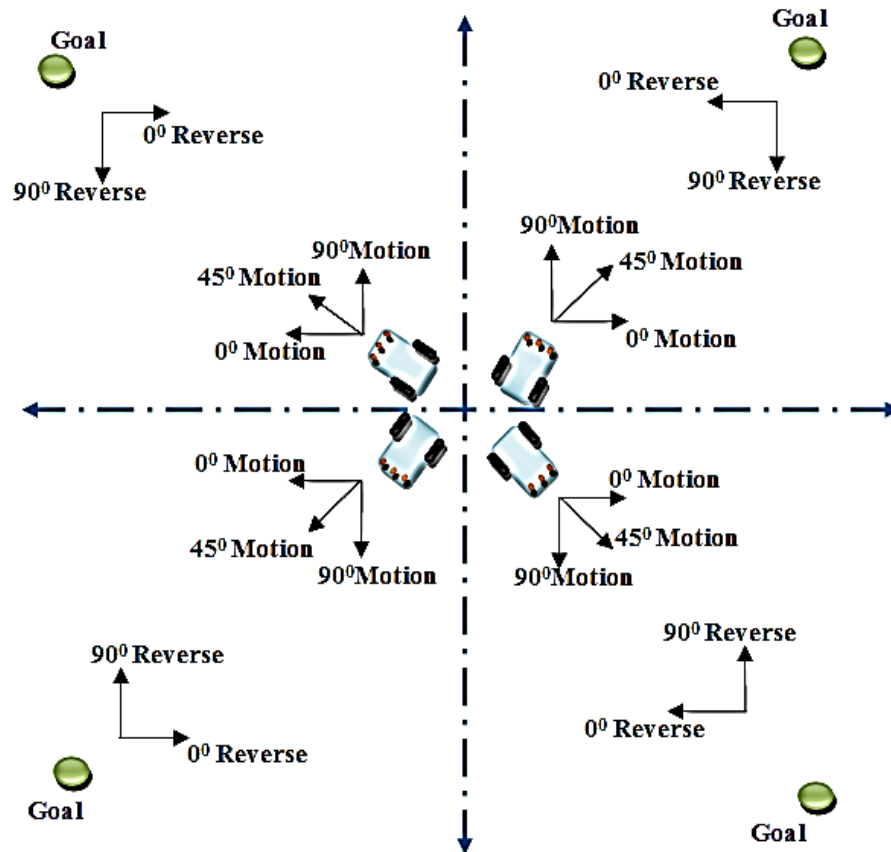 Goal
Goal
0⁰ Reverse
0⁰ Reverse
90⁰ Reverse
90⁰ Reverse
90⁰Motion
45⁰ Motion
0⁰ Motion
90⁰Motion
45⁰ Motion
0⁰ Motion
0⁰ Motion
45⁰ Motion
90⁰Motion
0⁰ Motion
45⁰ Motion
90⁰Motion
90⁰ Reverse
0⁰ Reverse
Goal
90⁰ Reverse
0⁰ Reverse
Goal